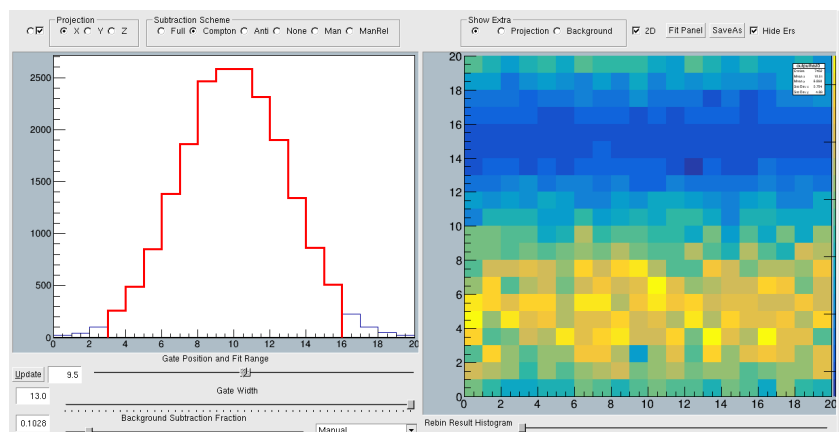 Projection Subtraction Scheme Show Extra
X Y Z Full Compton Anti None Man ManRel Projection Background 2D Fit Panel SaveAs Hide Ers
2500
2000
1500
1000
500
0
0 2 4 6 8 10 12 14 16 18 20
20
18
16
14
12
10
8
6
4
2
0
0 2 4 6 8 10 12 14 16 18 20
Gate Position and Fit Range
Update 9.5
Gate Width
13.0
Background Subtraction Fraction
0.1028 Manual
Rebin Result Histogram